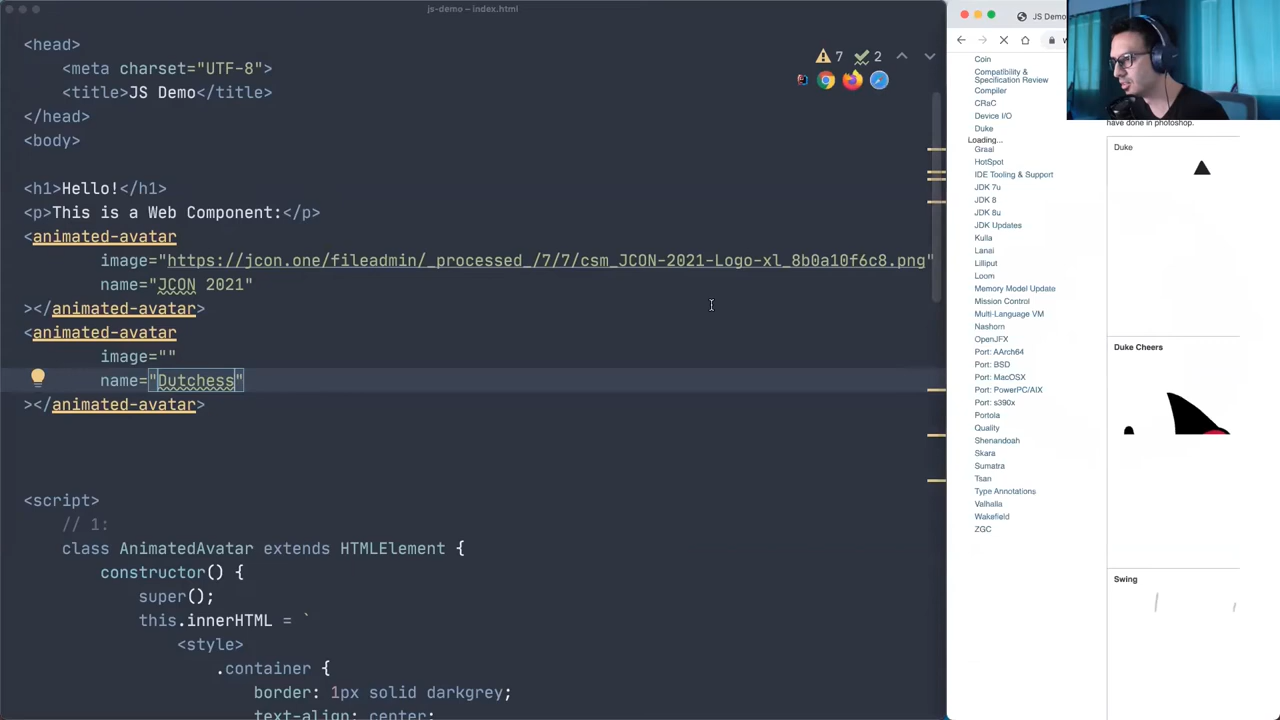 js-demo – index.html
<head>
<meta charset="UTF-8">
<title>JS Demo</title>
</head>
<body>
<h1>Hello!</h1>
<p>This is a Web Component:</p>
<animated-avatar
image="https://jcon.one/fileadmin/_processed_/7/7/csm_JCON-2021-Logo-xl_8b0a10f6c8.png"
name="JCON 2021"
></animated-avatar>
<animated-avatar
image=""
name="Dutchess"
></animated-avatar>
<script>
// 1:
class AnimatedAvatar extends HTMLElement {
constructor() {
super();
this.innerHTML = `
<style>
.container {
border: 1px solid darkgrey;
text-align: center;
7 2
JS Demo
Coin
Compatibility &
Specification Review
Compiler
CRaC
Device I/O
Duke
Loading...
Graal
HotSpot
IDE Tooling & Support
JDK 7u
JDK 8
JDK 8u
JDK Updates
Kulla
Lanai
Lilliput
Loom
Memory Model Update
Mission Control
Multi-Language VM
Nashorn
OpenJFX
Port: AArch64
Port: BSD
Port: MacOSX
Port: PowerPC/AIX
Port: s390x
Portola
Quality
Shenandoah
Skara
Sumatra
Tsan
Type Annotations
Valhalla
Wakefield
ZGC
have done in photoshop.
Duke
Duke Cheers
Swing